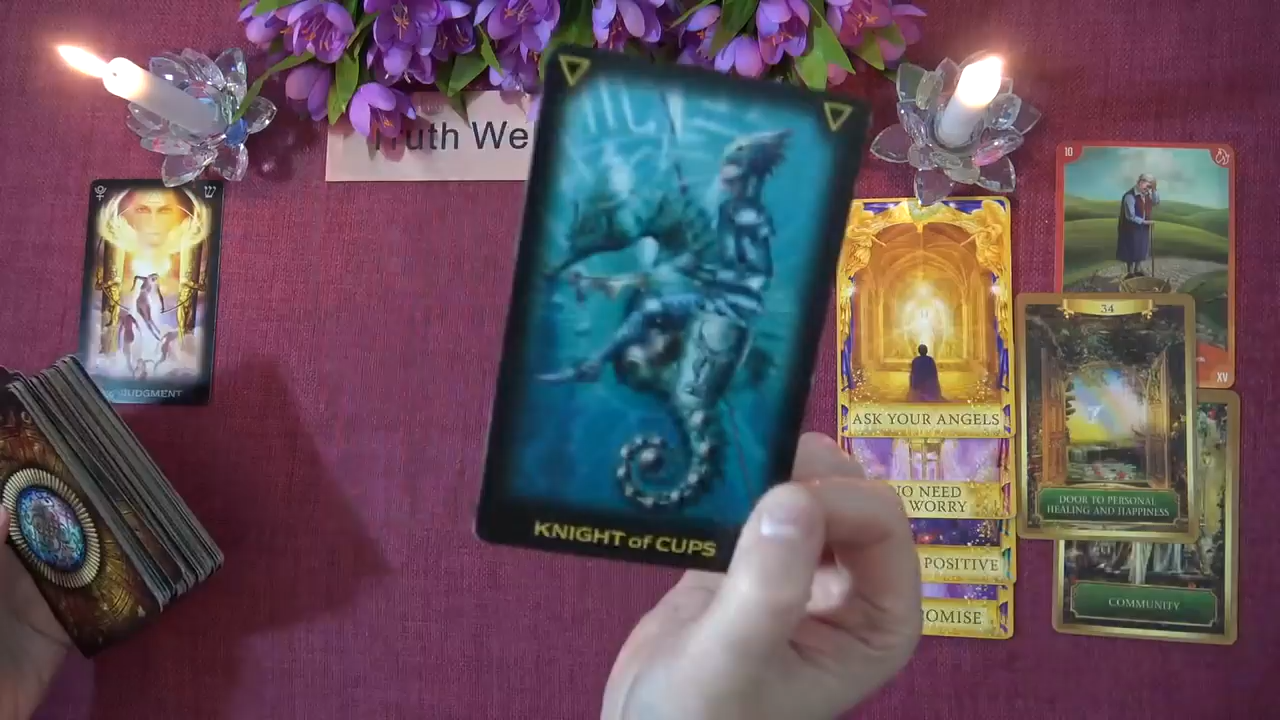 Truth We
JUDGMENT
KNIGHT of CUPS
ASK YOUR ANGELS
NO NEED
WORRY
POSITIVE
OMISE
10
XV
34
DOOR TO PERSONAL
HEALING AND HAPPINESS
COMMUNITY